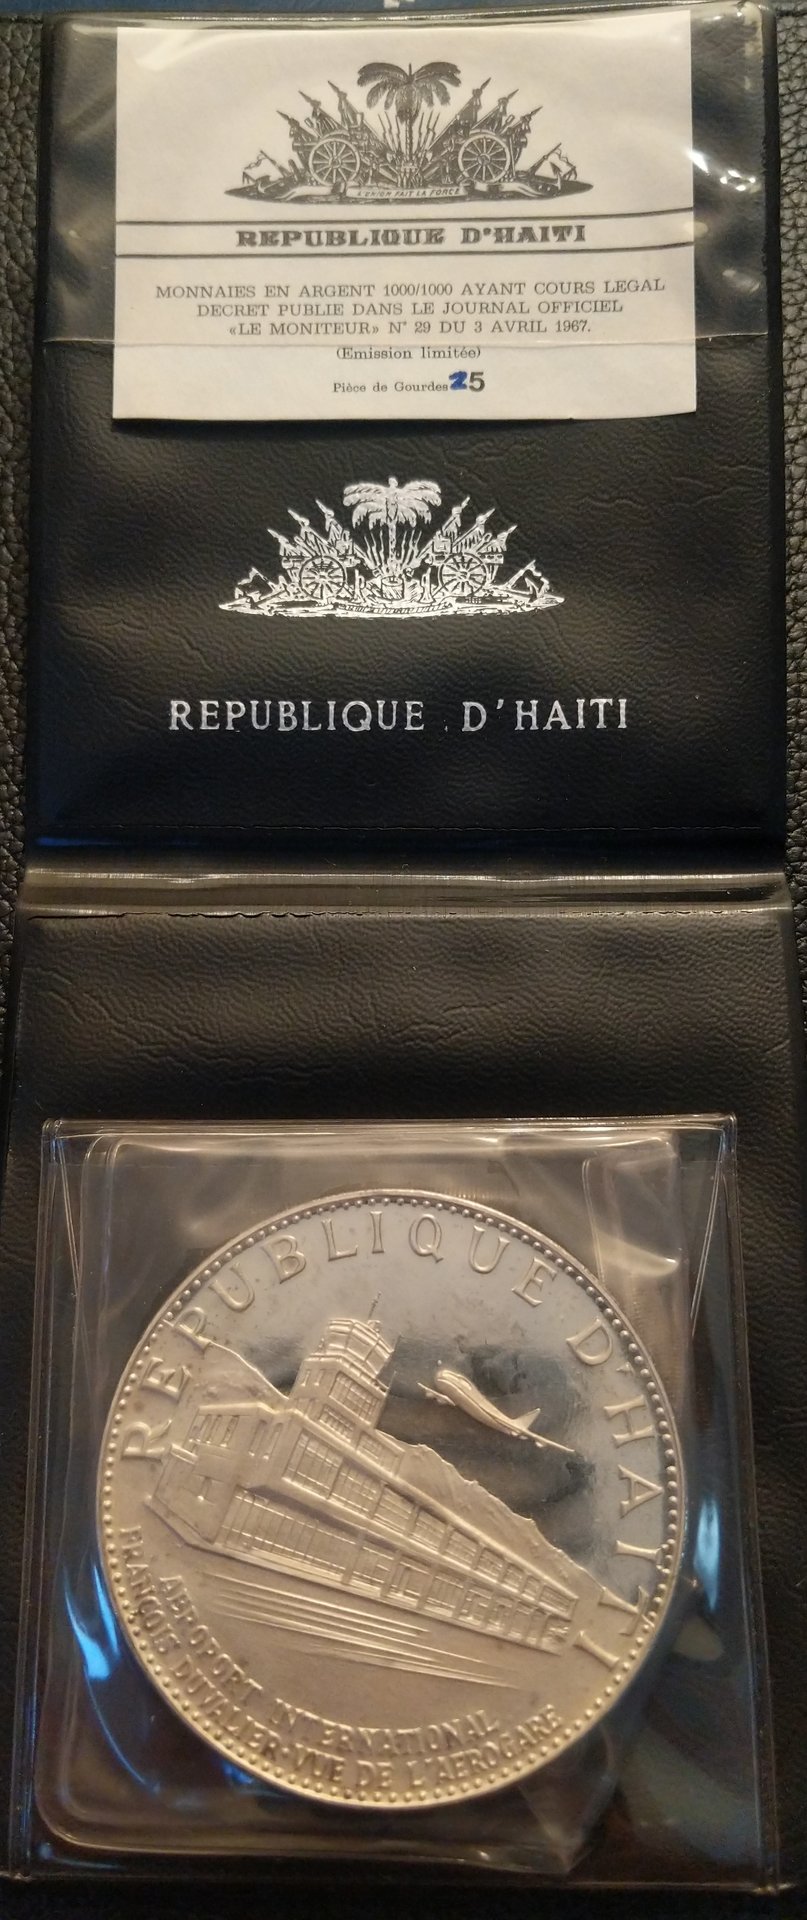 L'UNION FAIT LA FORCE
REPUBLIQUE D'HAITI
MONNAIES EN ARGENT 1000/1000 AYANT COURS LEGAL
DECRET PUBLIE DANS LE JOURNAL OFFICIEL
«LE MONITEUR» N° 29 DU 3 AVRIL 1967.
(Emission limitée)
Pièce de Gourdes 25
REPUBLIQUE D'HAITI
REPUBLIQUE D'HAITI
AEROPORT INTERNATIONAL
FRANÇOIS DUVALIER·VUE DE L'AEROGARE